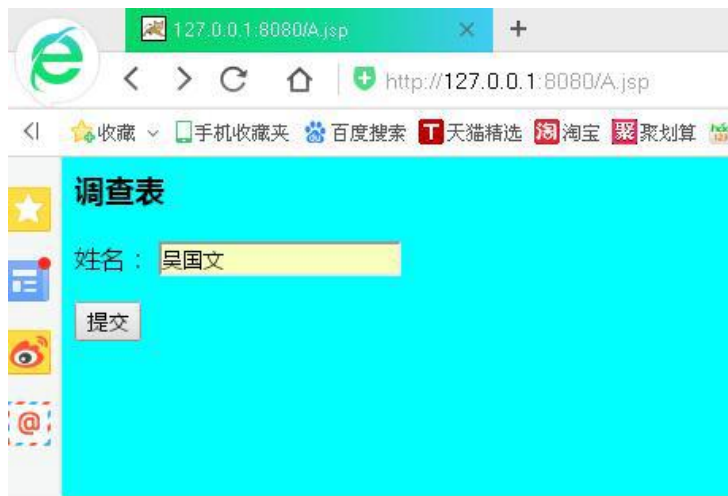 127.0.0.1:8080/A.jsp
http://127.0.0.1:8080/A.jsp
收藏 手机收藏夹 百度搜索 T 天猫精选 淘 淘宝 聚 聚划算
调查表
姓名： 吴国文
提交
@